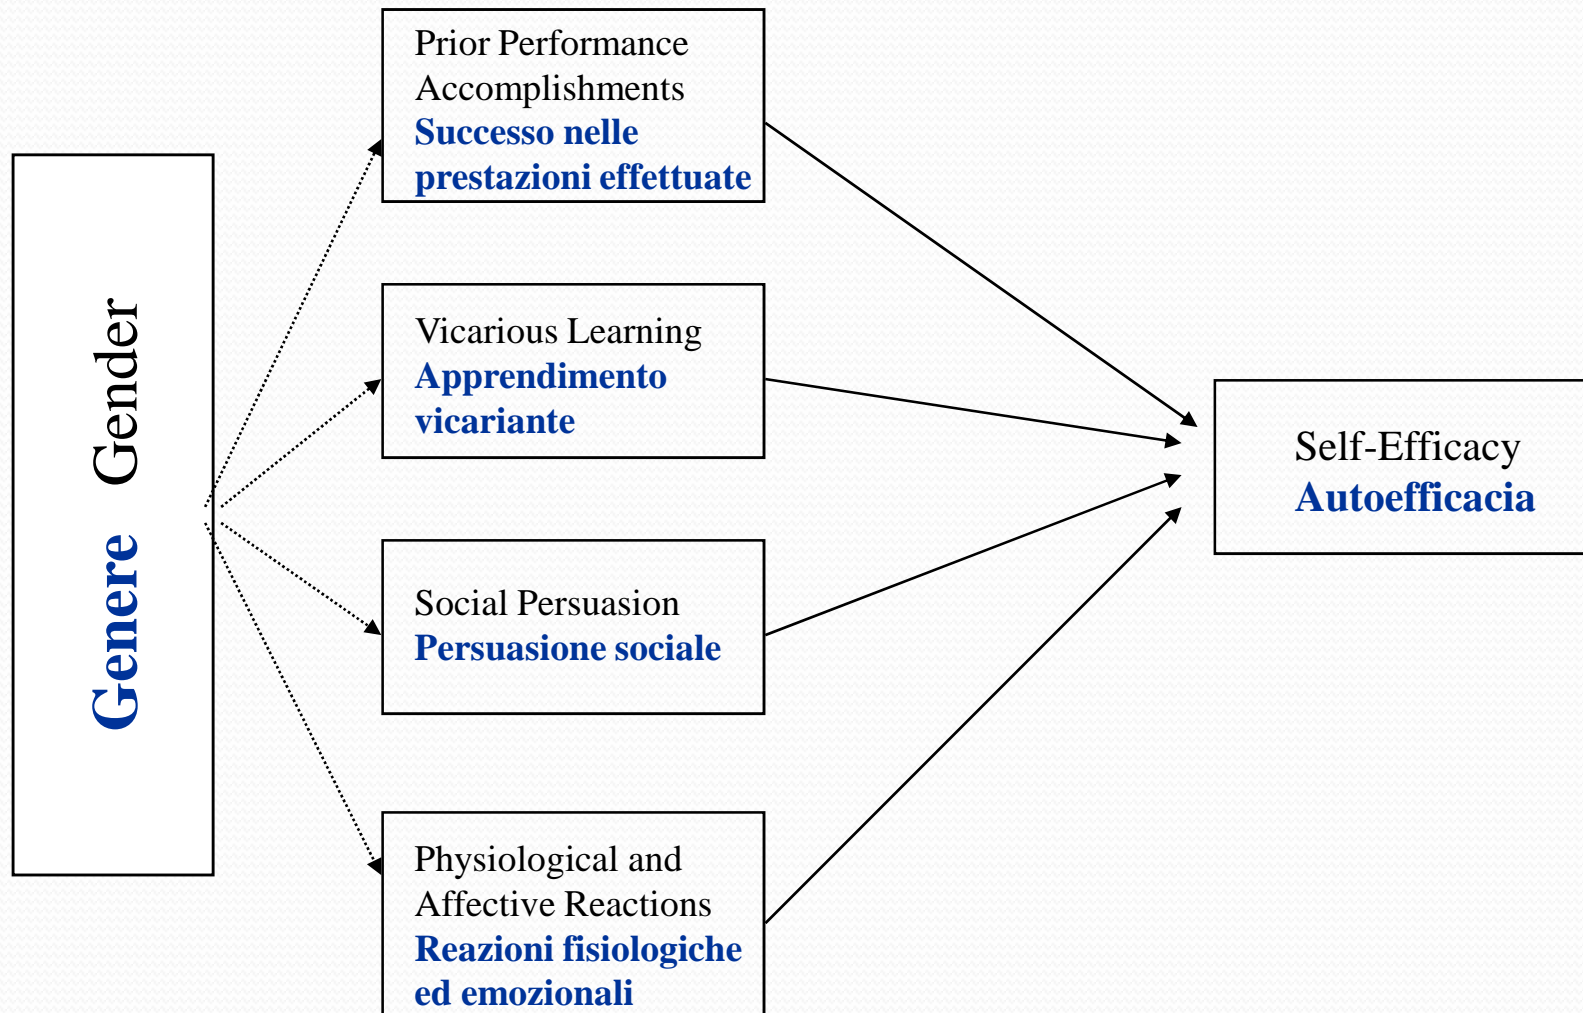 Genere Gender
Prior Performance
Accomplishments
Successo nelle
prestazioni effettuate
Vicarious Learning
Apprendimento
vicariante
Social Persuasion
Persuasione sociale
Physiological and
Affective Reactions
Reazioni fisiologiche
ed emozionali
Self-Efficacy
Autoefficacia